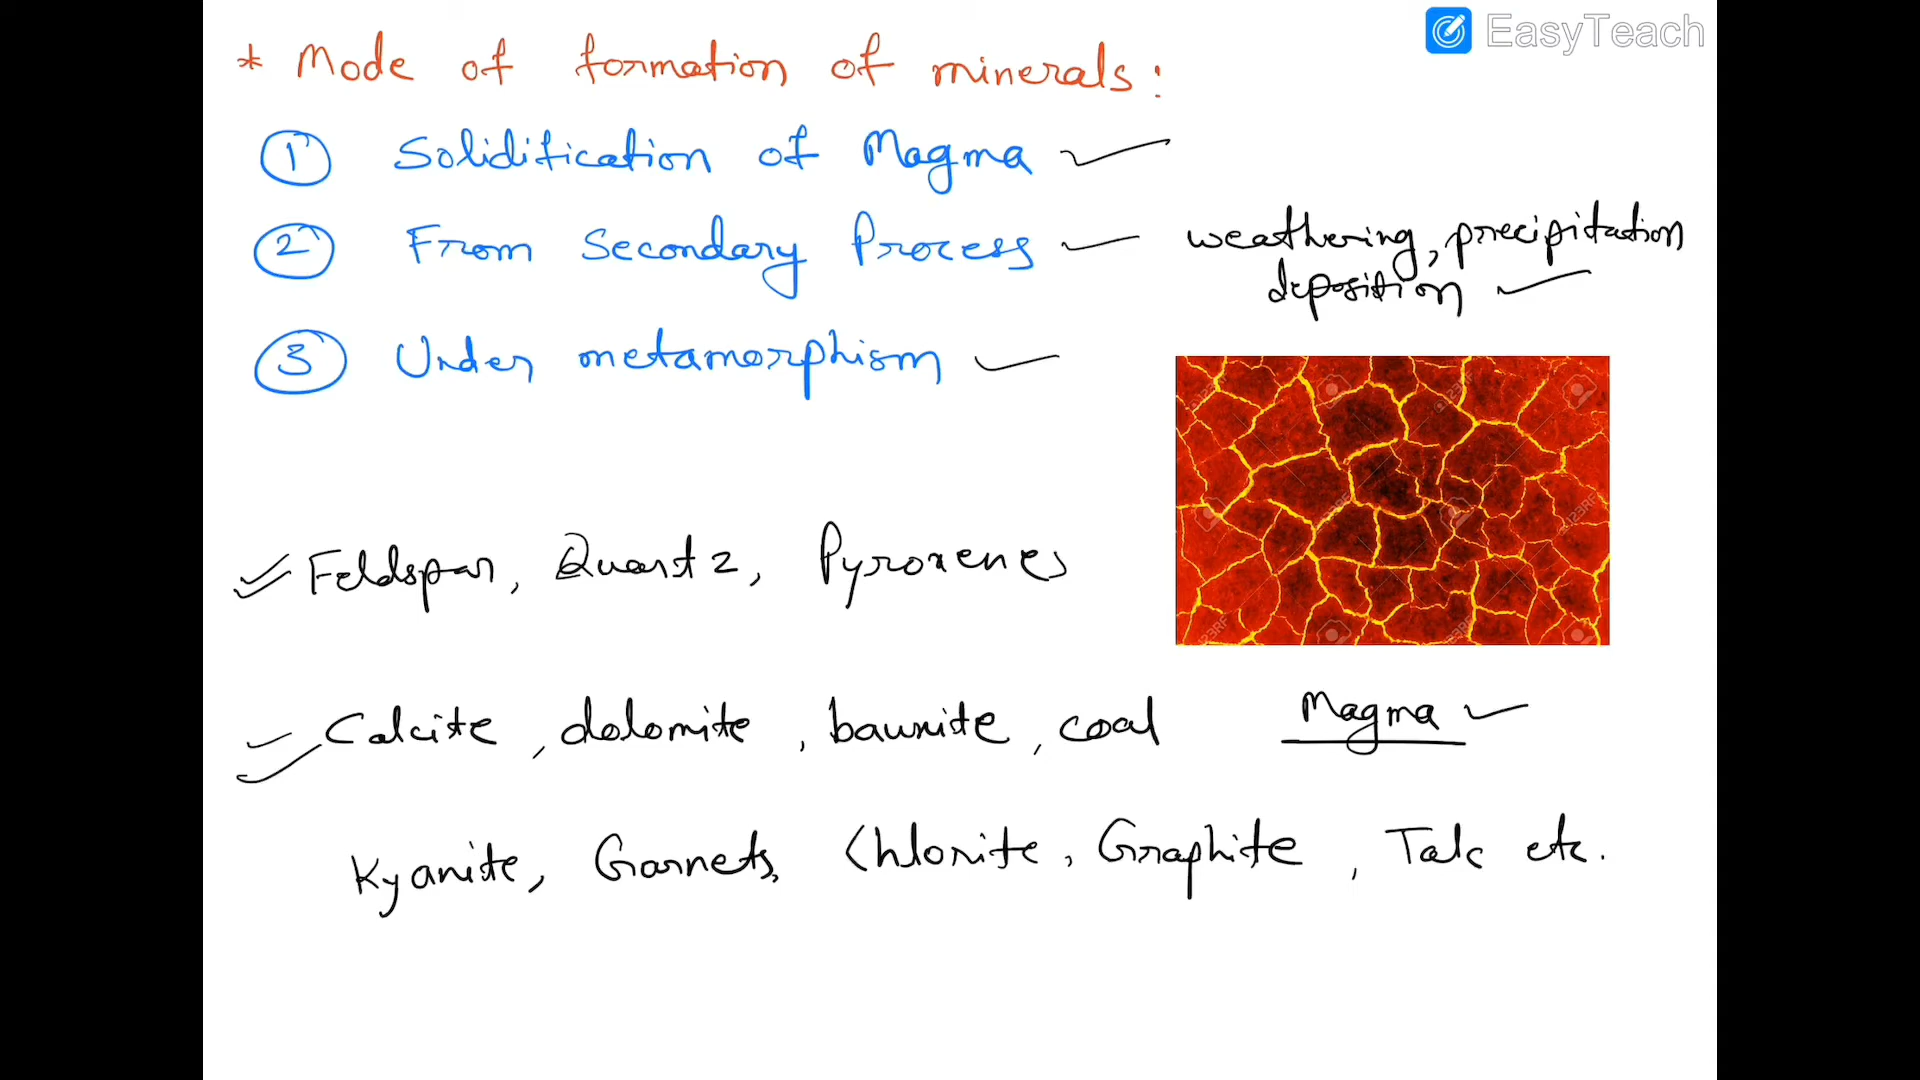 EasyTeach
* Mode of formation of minerals:
1 Solidification of Magma
2 From Secondary Process
weathering, precipitation
deposition
3 Under metamorphism
123RF
Feldspar, Quartz, Pyroxenes
Calcite, dolomite, bauxite, coal
Magma
Kyanite, Garnets, Chlorite, Graphite, Talc etc.